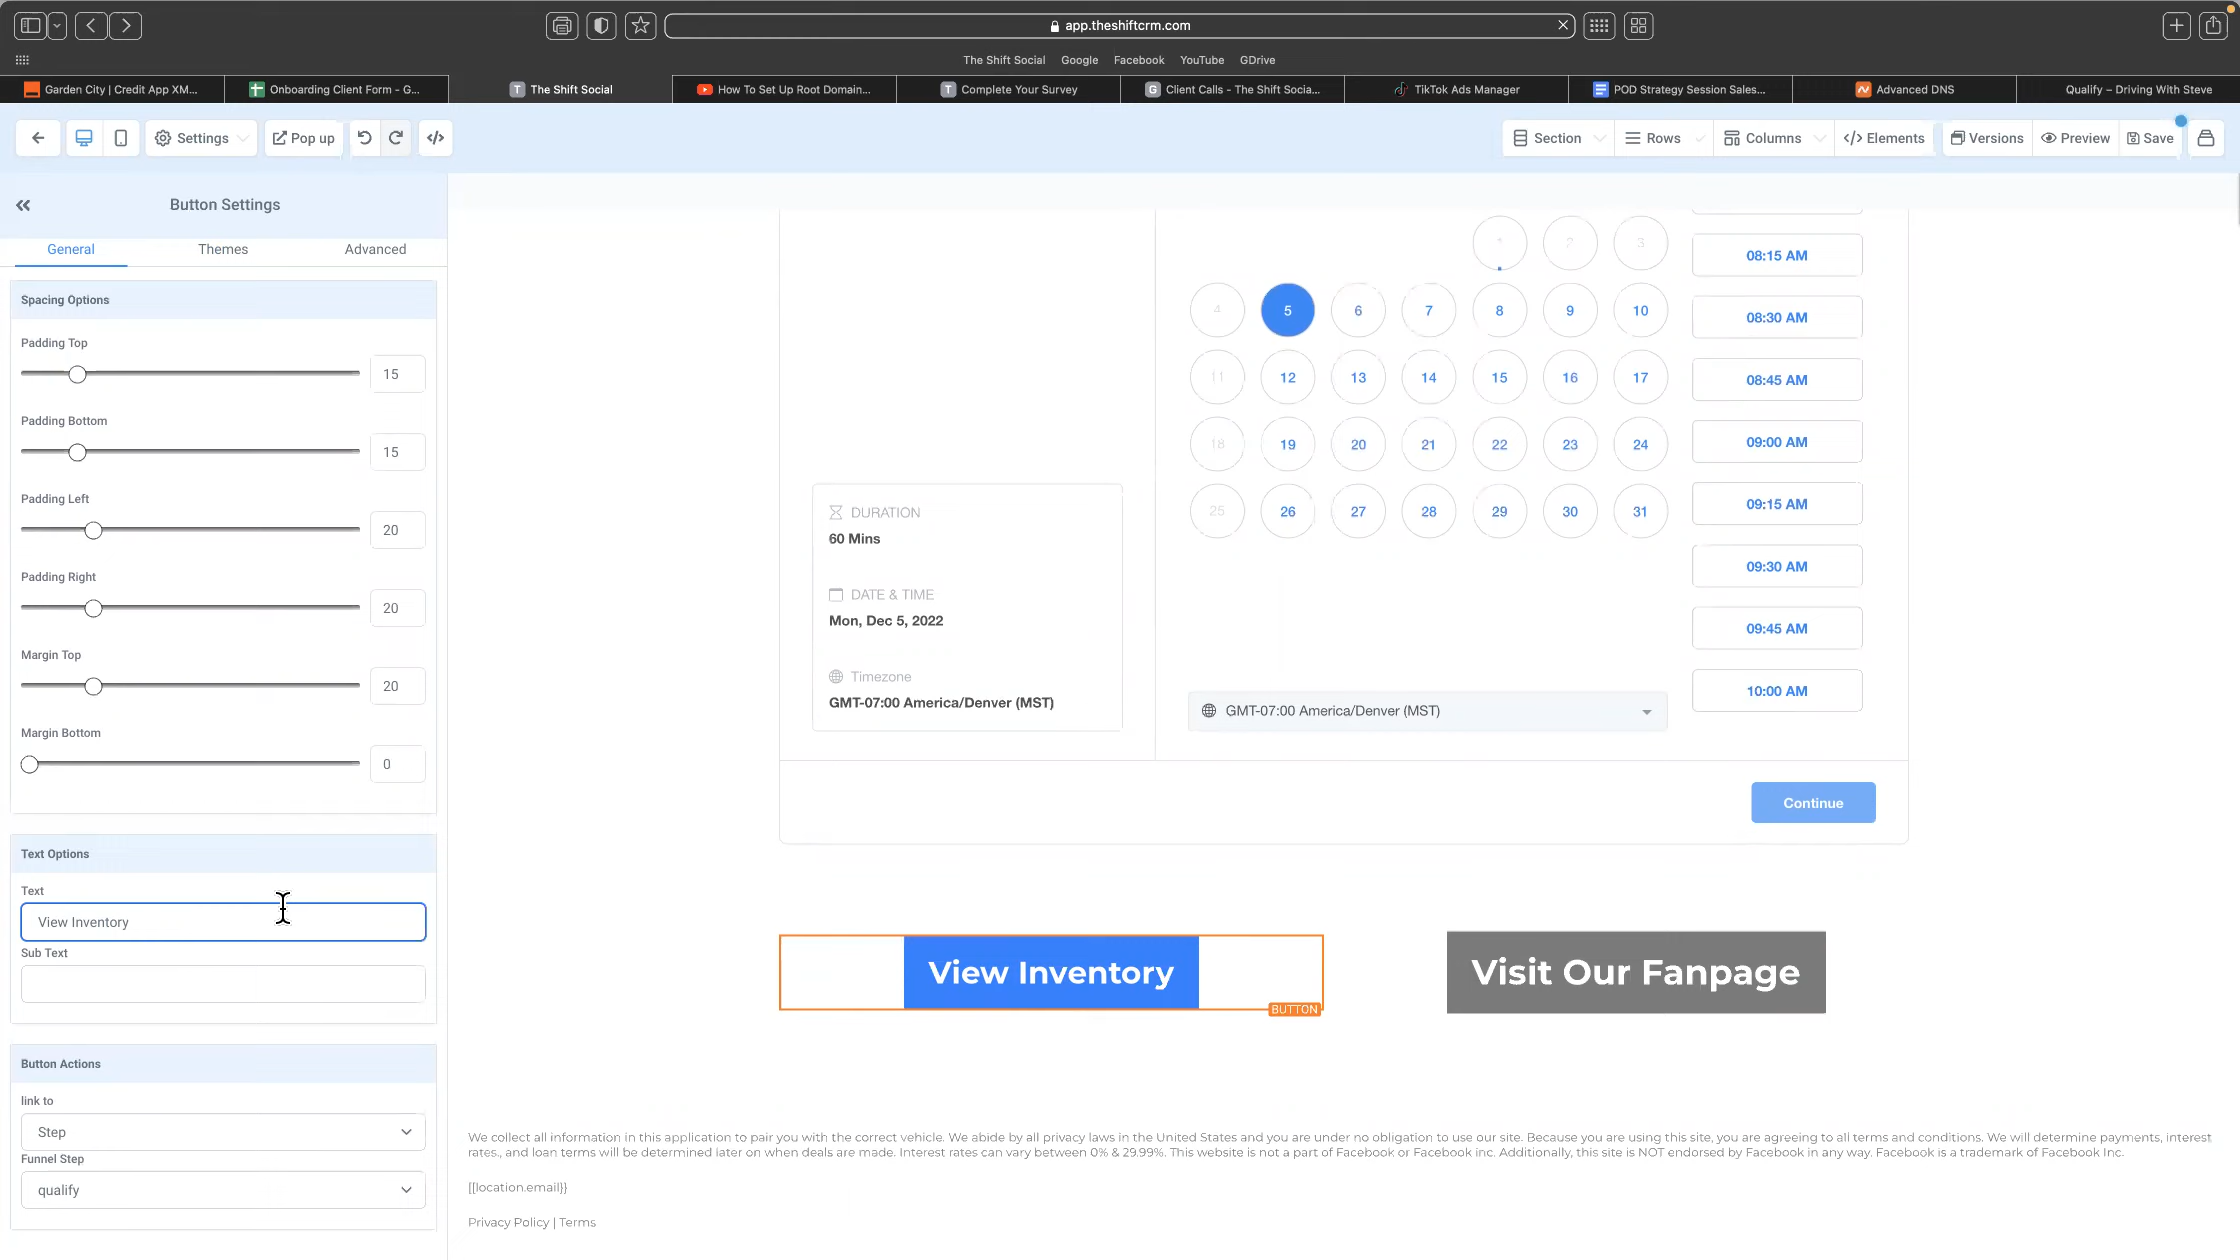 app.theshiftcrm.com
The Shift Social Google Facebook YouTube GDrive
Garden City | Credit App XM...
Onboarding Client Form - G...
The Shift Social
How To Set Up Root Domain...
Complete Your Survey
Client Calls - The Shift Socia...
TikTok Ads Manager
POD Strategy Session Sales...
Advanced DNS
Qualify – Driving With Steve
Settings
Pop up
Section
Rows
Columns
Elements
Versions
Preview
Save
Button Settings
General Themes Advanced
Spacing Options
Padding Top
15
Padding Bottom
15
Padding Left
20
Padding Right
20
Margin Top
20
Margin Bottom
0
Text Options
Text
View Inventory
Sub Text
Button Actions
link to
Step
Funnel Step
qualify
DURATION
60 Mins
DATE & TIME
Mon, Dec 5, 2022
Timezone
GMT-07:00 America/Denver (MST)
1 2 3
4 5 6 7 8 9 10
11 12 13 14 15 16 17
18 19 20 21 22 23 24
25 26 27 28 29 30 31
GMT-07:00 America/Denver (MST)
08:15 AM
08:30 AM
08:45 AM
09:00 AM
09:15 AM
09:30 AM
09:45 AM
10:00 AM
Continue
View Inventory
BUTTON
Visit Our Fanpage
We collect all information in this application to pair you with the correct vehicle. We abide by all privacy laws in the United States and you are under no obligation to use our site. Because you are using this site, you are agreeing to all terms and conditions. We will determine payments, interest
rates., and loan terms will be determined later on when deals are made. Interest rates can vary between 0% & 29.99%. This website is not a part of Facebook or Facebook inc. Additionally, this site is NOT endorsed by Facebook in any way. Facebook is a trademark of Facebook Inc.
[[location.email}}
Privacy Policy | Terms